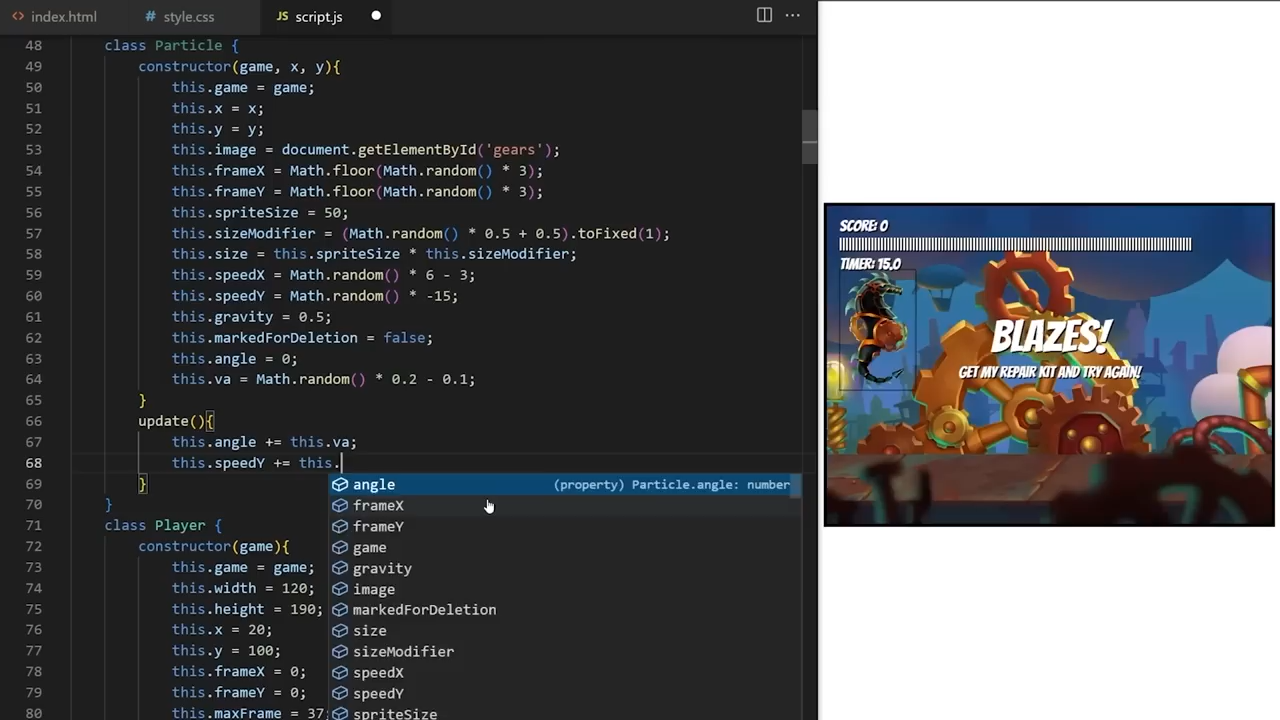 <> index.html
# style.css
JS script.js
48 class Particle {
49 constructor(game, x, y){
50 this.game = game;
51 this.x = x;
52 this.y = y;
53 this.image = document.getElementById('gears');
54 this.frameX = Math.floor(Math.random() * 3);
55 this.frameY = Math.floor(Math.random() * 3);
56 this.spriteSize = 50;
57 this.sizeModifier = (Math.random() * 0.5 + 0.5).toFixed(1);
58 this.size = this.spriteSize * this.sizeModifier;
59 this.speedX = Math.random() * 6 - 3;
60 this.speedY = Math.random() * -15;
61 this.gravity = 0.5;
62 this.markedForDeletion = false;
63 this.angle = 0;
64 this.va = Math.random() * 0.2 - 0.1;
65 }
66 update(){
67 this.angle += this.va;
68 this.speedY += this.
69 }
70 }
71 class Player {
72 constructor(game){
73 this.game = game;
74 this.width = 120;
75 this.height = 190;
76 this.x = 20;
77 this.y = 100;
78 this.frameX = 0;
79 this.frameY = 0;
80 this.maxFrame = 37;
angle (property) Particle.angle: number
frameX
frameY
game
gravity
image
markedForDeletion
size
sizeModifier
speedX
speedY
spriteSize
SCORE: 0
TIMER: 15.0
BLAZES!
GET MY REPAIR KIT AND TRY AGAIN!